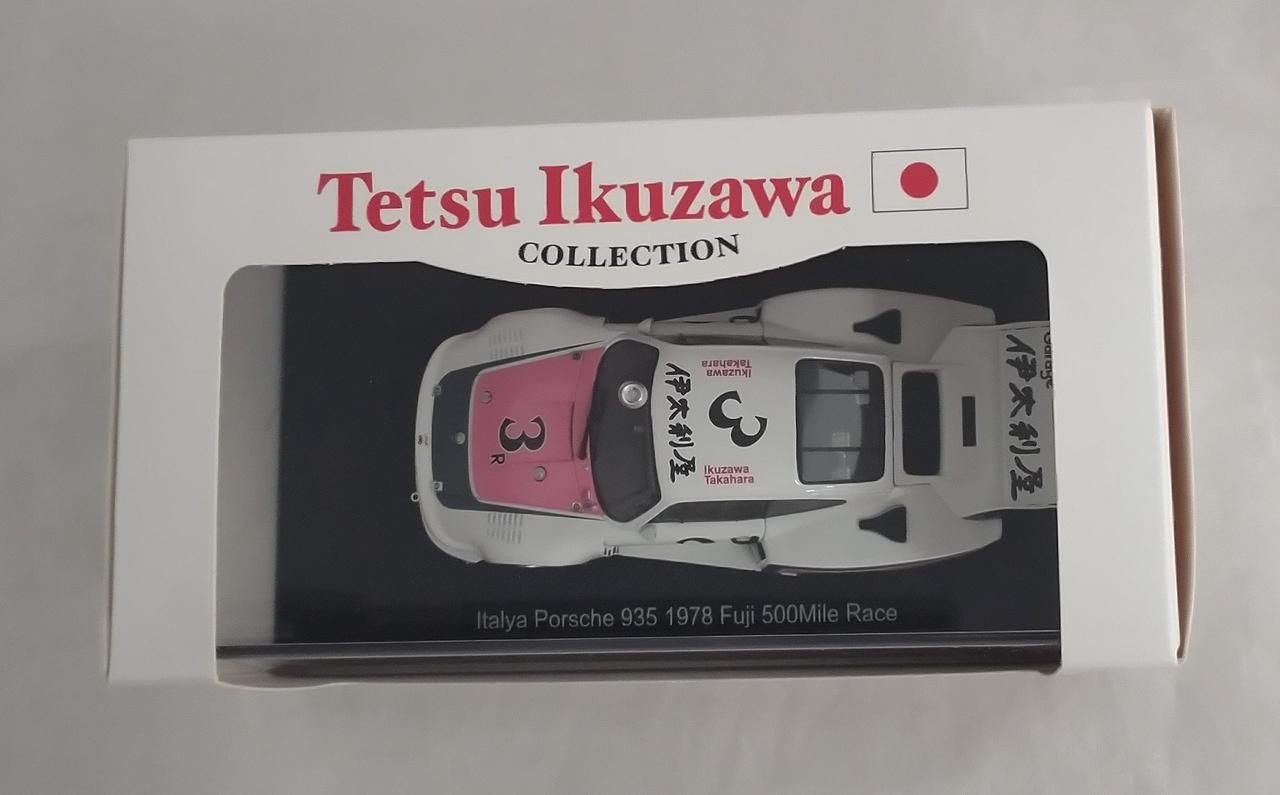 Tetsu Ikuzawa
COLLECTION
3
R
伊太利屋
Ikuzawa
Takahara
3
Ikuzawa
Takahara
Garage
伊太利屋
Italya Porsche 935 1978 Fuji 500Mile Race